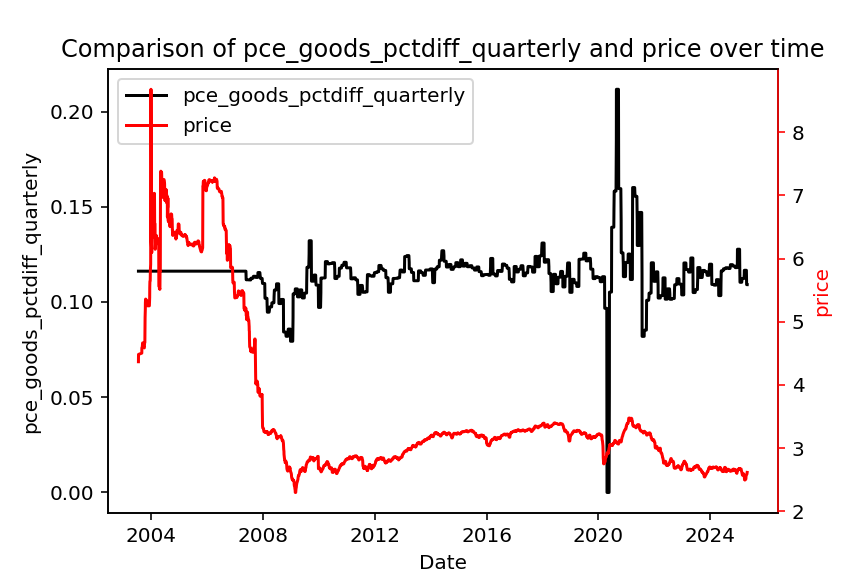 Comparison of pce_goods_pctdiff_quarterly and price over time
pce_goods_pctdiff_quarterly
price
0.20
0.15
0.10
0.05
0.00
pce_goods_pctdiff_quarterly
8
7
6
5
4
3
2
price
2004 2008 2012 2016 2020 2024
Date